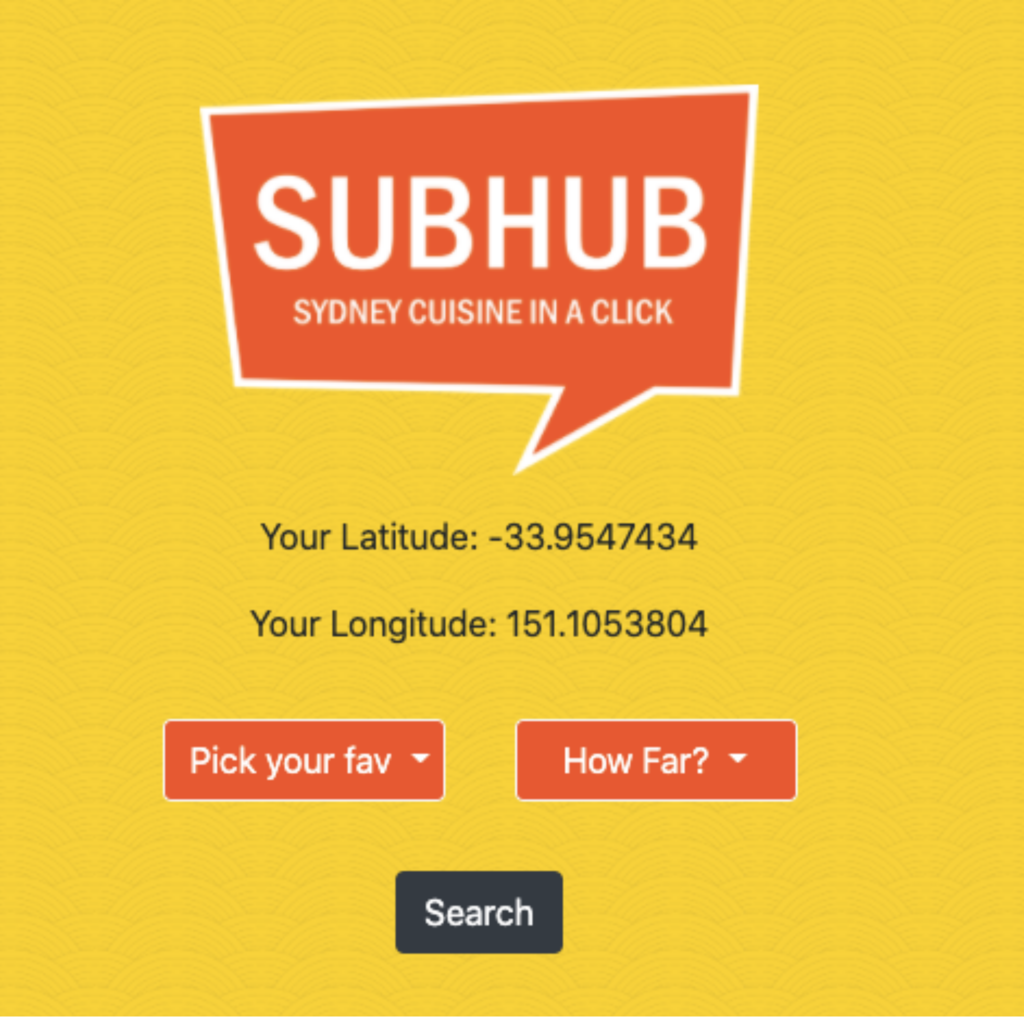 SUBHUB
SYDNEY CUISINE IN A CLICK
Your Latitude: -33.9547434
Your Longitude: 151.1053804
Pick your fav
How Far?
Search